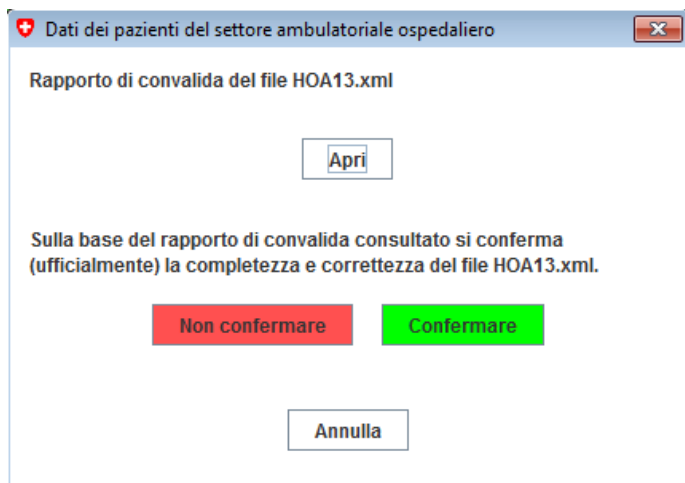 Dati dei pazienti del settore ambulatoriale ospedaliero
Rapporto di convalida del file HOA13.xml
Apri
Sulla base del rapporto di convalida consultato si conferma
(ufficialmente) la completezza e correttezza del file HOA13.xml.
Non confermare
Confermare
Annulla